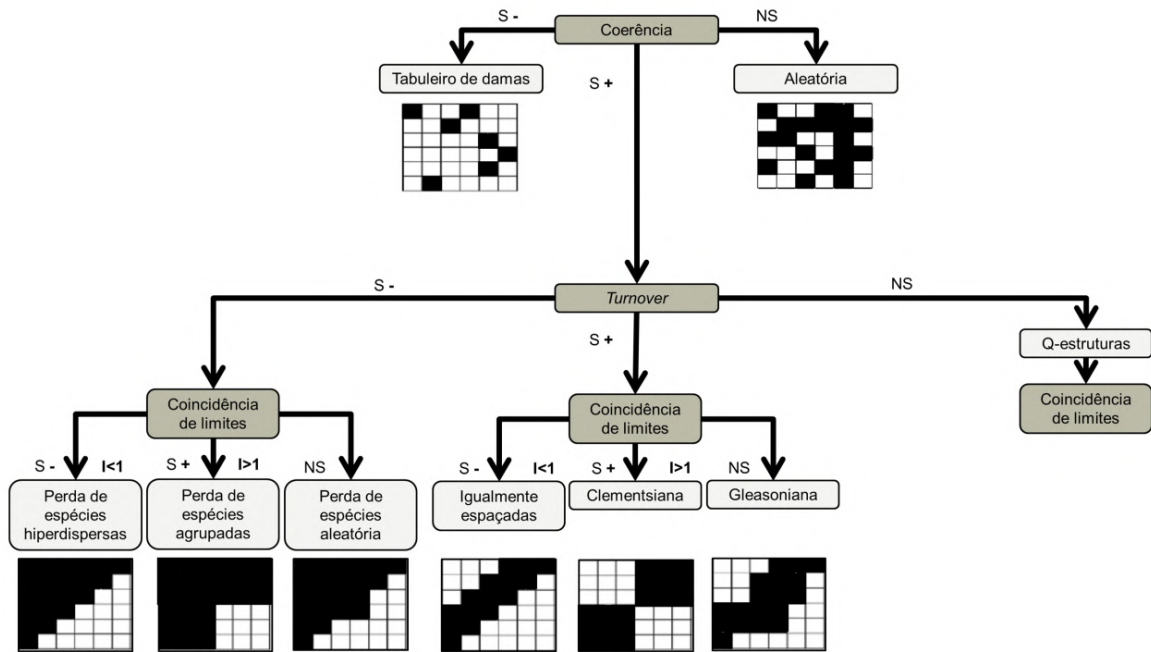 S -
Coerência
NS
Tabuleiro de damas
S +
Aleatória
S -
Turnover
NS
S +
Q-estruturas
Coincidência
de limites
Coincidência
de limites
Coincidência
de limites
S - I<1
S + I>1
NS
S - I<1
S + I>1
NS
Perda de
espécies
hiperdispersas
Perda de
espécies
agrupadas
Perda de
espécies
aleatória
Igualmente
espaçadas
Clementsiana
Gleasoniana